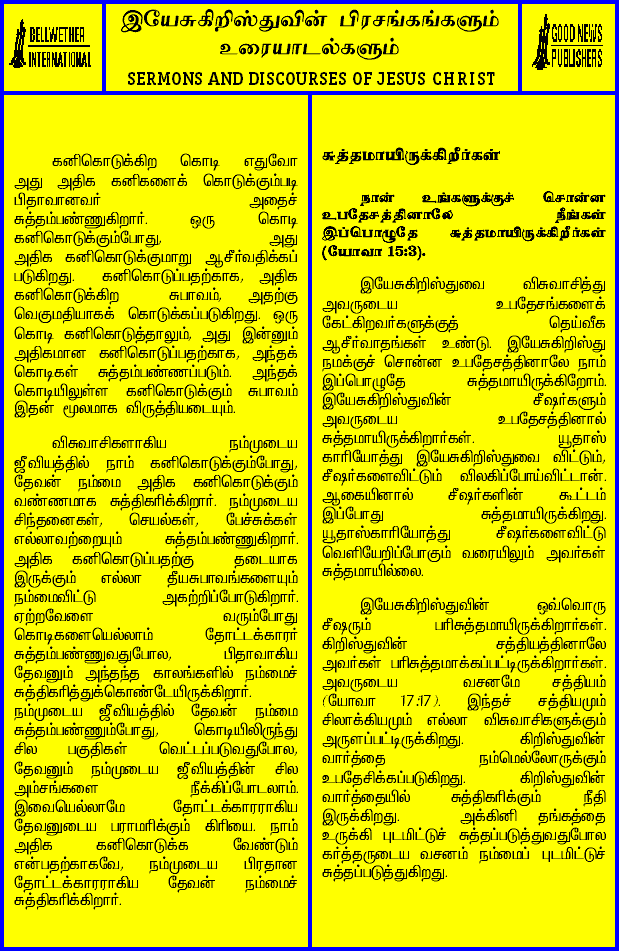 BELLWETHER
INTERNATIONAL
இயேசுகிறிஸ்துவின் பிரசங்கங்களும்
உரையாடல்களும்
SERMONS AND DISCOURSES OF JESUS CHRIST
GOOD NEWS
PUBLISHERS
கனிகொடுக்கிற கொடி எதுவோ
அது அதிக கனிகளைக் கொடுக்கும்படி
பிதாவானவர் அதைச்
சுத்தம்பண்ணுகிறார். ஒரு கொடி
கனிகொடுக்கும்போது, அது
அதிக கனிகொடுக்குமாறு ஆசீர்வதிக்கப்
படுகிறது. கனிகொடுப்பதற்காக, அதிக
கனிகொடுக்கிற சுபாவம், அதற்கு
வெகுமதியாகக் கொடுக்கப்படுகிறது. ஒரு
கொடி கனிகொடுத்தாலும், அது இன்னும்
அதிகமான கனிகொடுப்பதற்காக, அந்தக்
கொடிகள் சுத்தம்பண்ணப்படும். அந்தக்
கொடியிலுள்ள கனிகொடுக்கும் சுபாவம்
இதன் மூலமாக விருத்தியடையும்.
விசுவாசிகளாகிய நம்முடைய
ஜீவியத்தில் நாம் கனிகொடுக்கும்போது,
தேவன் நம்மை அதிக கனிகொடுக்கும்
வண்ணமாக சுத்திகரிக்கிறார். நம்முடைய
சிந்தனைகள், செயல்கள், பேச்சுக்கள்
எல்லாவற்றையும் சுத்தம்பண்ணுகிறார்.
அதிக கனிகொடுப்பதற்கு தடையாக
இருக்கும் எல்லா தீயசுபாவங்களையும்
நம்மைவிட்டு அகற்றிப்போடுகிறார்.
ஏற்றவேளை வரும்போது
கொடிகளையெல்லாம் தோட்டக்காரர்
சுத்தம்பண்ணுவதுபோல, பிதாவாகிய
தேவனும் அந்தந்த காலங்களில் நம்மைச்
சுத்திகரித்துக்கொண்டேயிருக்கிறார்.
நம்முடைய ஜீவியத்தில் தேவன் நம்மை
சுத்தம்பண்ணும்போது, கொடியிலிருந்து
சில பகுதிகள் வெட்டப்படுவதுபோல,
தேவனும் நம்முடைய ஜீவியத்தின் சில
அம்சங்களை நீக்கிப்போடலாம்.
இவையெல்லாமே தோட்டக்காரராகிய
தேவனுடைய பராமரிக்கும் கிரியை. நாம்
அதிக கனிகொடுக்க வேண்டும்
என்பதற்காகவே, நம்முடைய பிரதான
தோட்டக்காரராகிய தேவன் நம்மைச்
சுத்திகரிக்கிறார்.
சுத்தமாயிருக்கிறீர்கள்
நான் உங்களுக்குச் சொன்ன
உபதேசத்தினாலே நீங்கள்
இப்பொழுதே சுத்தமாயிருக்கிறீர்கள்
(யோவா 15:3).
இயேசுகிறிஸ்துவை விசுவாசித்து
அவருடைய உபதேசங்களைக்
கேட்கிறவர்களுக்குத் தெய்வீக
ஆசீர்வாதங்கள் உண்டு. இயேசுகிறிஸ்து
நமக்குச் சொன்ன உபதேசத்தினாலே நாம்
இப்பொழுதே சுத்தமாயிருக்கிறோம்.
இயேசுகிறிஸ்துவின் சீஷர்களும்
அவருடைய உபதேசத்தினால்
சுத்தமாயிருக்கிறார்கள். யூதாஸ்
காரியோத்து இயேசுகிறிஸ்துவை விட்டும்,
சீஷர்களைவிட்டும் விலகிப்போய்விட்டான்.
ஆகையினால் சீஷர்களின் கூட்டம்
இப்போது சுத்தமாயிருக்கிறது.
யூதாஸ்காரியோத்து சீஷர்களைவிட்டு
வெளியேறிப்போகும் வரையிலும் அவர்கள்
சுத்தமாயில்லை.
இயேசுகிறிஸ்துவின் ஒவ்வொரு
சீஷரும் பரிசுத்தமாயிருக்கிறார்கள்.
கிறிஸ்துவின் சத்தியத்தினாலே
அவர்கள் பரிசுத்தமாக்கப்பட்டிருக்கிறார்கள்.
அவருடைய வசனமே சத்தியம்
(யோவா 17:17). இந்தச் சத்தியமும்
சிலாக்கியமும் எல்லா விசுவாசிகளுக்கும்
அருளப்பட்டிருக்கிறது. கிறிஸ்துவின்
வார்த்தை நம்மெல்லோருக்கும்
உபதேசிக்கப்படுகிறது. கிறிஸ்துவின்
வார்த்தையில் சுத்திகரிக்கும் நீதி
இருக்கிறது. அக்கினி தங்கத்தை
உருக்கி புடமிட்டுச் சுத்தப்படுத்துவதுபோல
கர்த்தருடைய வசனம் நம்மைப் புடமிட்டுச்
சுத்தப்படுத்துகிறது.